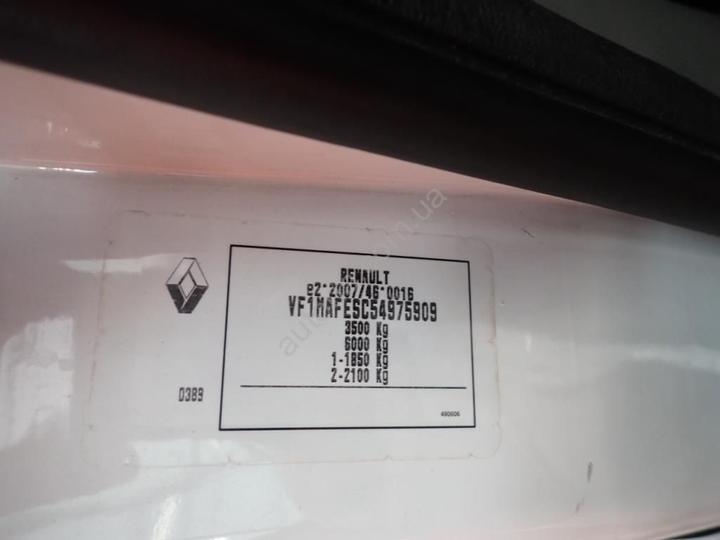 RENAULT
e2*2007/46*0016
VF1MAFESC54975909
3500 Kg
6000 Kg
1-1850 Kg
2-2100 Kg
0389
490606